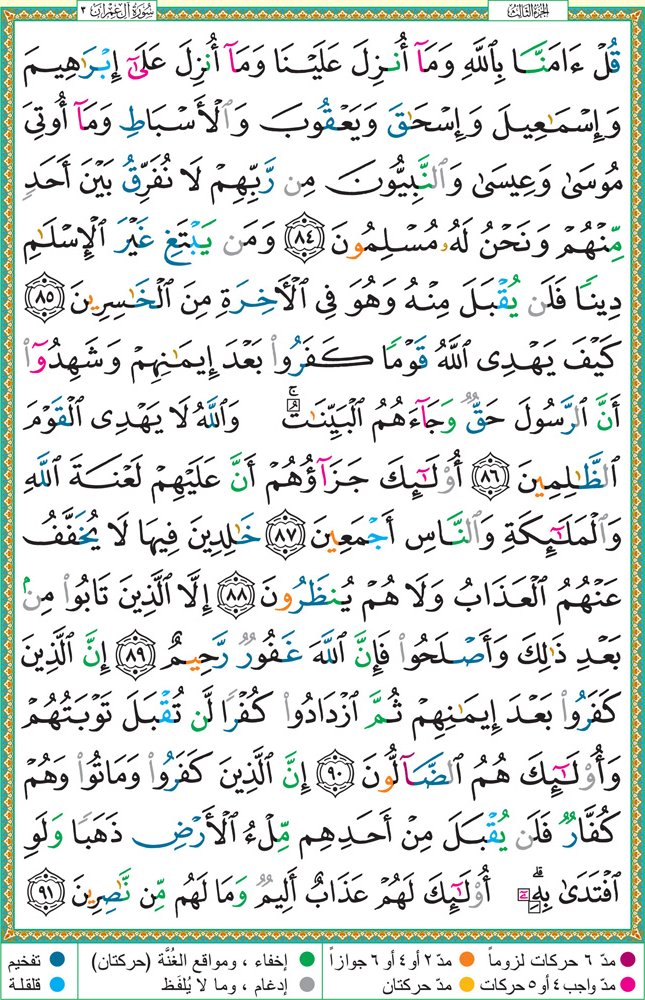 الجزء الثالث
سورة آل عمران ٣
قُلْ ءَامَنَّا بِٱللَّهِ وَمَآ أُنزِلَ عَلَيْنَا وَمَآ أُنزِلَ عَلَىٰٓ إِبْرَٰهِيمَ
وَإِسْمَٰعِيلَ وَإِسْحَٰقَ وَيَعْقُوبَ وَٱلْأَسْبَاطِ وَمَآ أُوتِىَ
مُوسَىٰ وَعِيسَىٰ وَٱلنَّبِيُّونَ مِن رَّبِّهِمْ لَا نُفَرِّقُ بَيْنَ أَحَدٍ
مِّنْهُمْ وَنَحْنُ لَهُۥ مُسْلِمُونَ ٨٤ وَمَن يَبْتَغِ غَيْرَ ٱلْإِسْلَٰمِ
دِينًا فَلَن يُقْبَلَ مِنْهُ وَهُوَ فِى ٱلْأَخِرَةِ مِنَ ٱلْخَٰسِرِينَ ٨٥
كَيْفَ يَهْدِى ٱللَّهُ قَوْمًا كَفَرُوا۟ بَعْدَ إِيمَٰنِهِمْ وَشَهِدُوٓا۟
أَنَّ ٱلرَّسُولَ حَقٌّ وَجَآءَهُمُ ٱلْبَيِّنَٰتُ ۚ وَٱللَّهُ لَا يَهْدِى ٱلْقَوْمَ
ٱلظَّٰلِمِينَ ٨٦ أُو۟لَٰٓئِكَ جَزَآؤُهُمْ أَنَّ عَلَيْهِمْ لَعْنَةَ ٱللَّهِ
وَٱلْمَلَٰٓئِكَةِ وَٱلنَّاسِ أَجْمَعِينَ ٨٧ خَٰلِدِينَ فِيهَا لَا يُخَفَّفُ
عَنْهُمُ ٱلْعَذَابُ وَلَا هُمْ يُنظَرُونَ ٨٨ إِلَّا ٱلَّذِينَ تَابُوا۟ مِنۢ
بَعْدِ ذَٰلِكَ وَأَصْلَحُوا۟ فَإِنَّ ٱللَّهَ غَفُورٌ رَّحِيمٌ ٨٩ إِنَّ ٱلَّذِينَ
كَفَرُوا۟ بَعْدَ إِيمَٰنِهِمْ ثُمَّ ٱزْدَادُوا۟ كُفْرًا لَّن تُقْبَلَ تَوْبَتُهُمْ
وَأُو۟لَٰٓئِكَ هُمُ ٱلضَّآلُّونَ ٩٠ إِنَّ ٱلَّذِينَ كَفَرُوا۟ وَمَاتُوا۟ وَهُمْ
كُفَّارٌ فَلَن يُقْبَلَ مِنْ أَحَدِهِم مِّلْءُ ٱلْأَرْضِ ذَهَبًا وَلَوِ
ٱفْتَدَىٰ بِهِۦٓ ۗ أُو۟لَٰٓئِكَ لَهُمْ عَذَابٌ أَلِيمٌ وَمَا لَهُم مِّن نَّٰصِرِينَ ٩١
مدّ ٦ حركات لزوماً مدّ ٢ أو ٤ أو ٦ جوازاً إخفاء ، ومواقع الغُنَّة (حركتان) تفخيم
مدّ واجب ٤ أو ٥ حركات مدّ حركتان إدغام ، وما لا يُلفَظ قلقلة